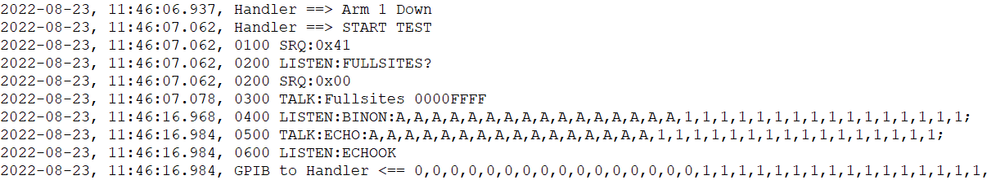 2022-08-23, 11:46:06.937, Handler ==> Arm 1 Down
2022-08-23, 11:46:07.062, Handler ==> START TEST
2022-08-23, 11:46:07.062, 0100 SRQ:0x41
2022-08-23, 11:46:07.062, 0200 LISTEN:FULLSITES?
2022-08-23, 11:46:07.062, 0200 SRQ:0x00
2022-08-23, 11:46:07.078, 0300 TALK:Fullsites 0000FFFF
2022-08-23, 11:46:16.968, 0400 LISTEN:BINON:A,A,A,A,A,A,A,A,A,A,A,A,A,A,A,A,1,1,1,1,1,1,1,1,1,1,1,1,1,1,1,1;
2022-08-23, 11:46:16.984, 0500 TALK:ECHO:A,A,A,A,A,A,A,A,A,A,A,A,A,A,A,A,1,1,1,1,1,1,1,1,1,1,1,1,1,1,1,1;
2022-08-23, 11:46:16.984, 0600 LISTEN:ECHOOK
2022-08-23, 11:46:16.984, GPIB to Handler <== 0,0,0,0,0,0,0,0,0,0,0,0,0,0,0,0,1,1,1,1,1,1,1,1,1,1,1,1,1,1,1,1,